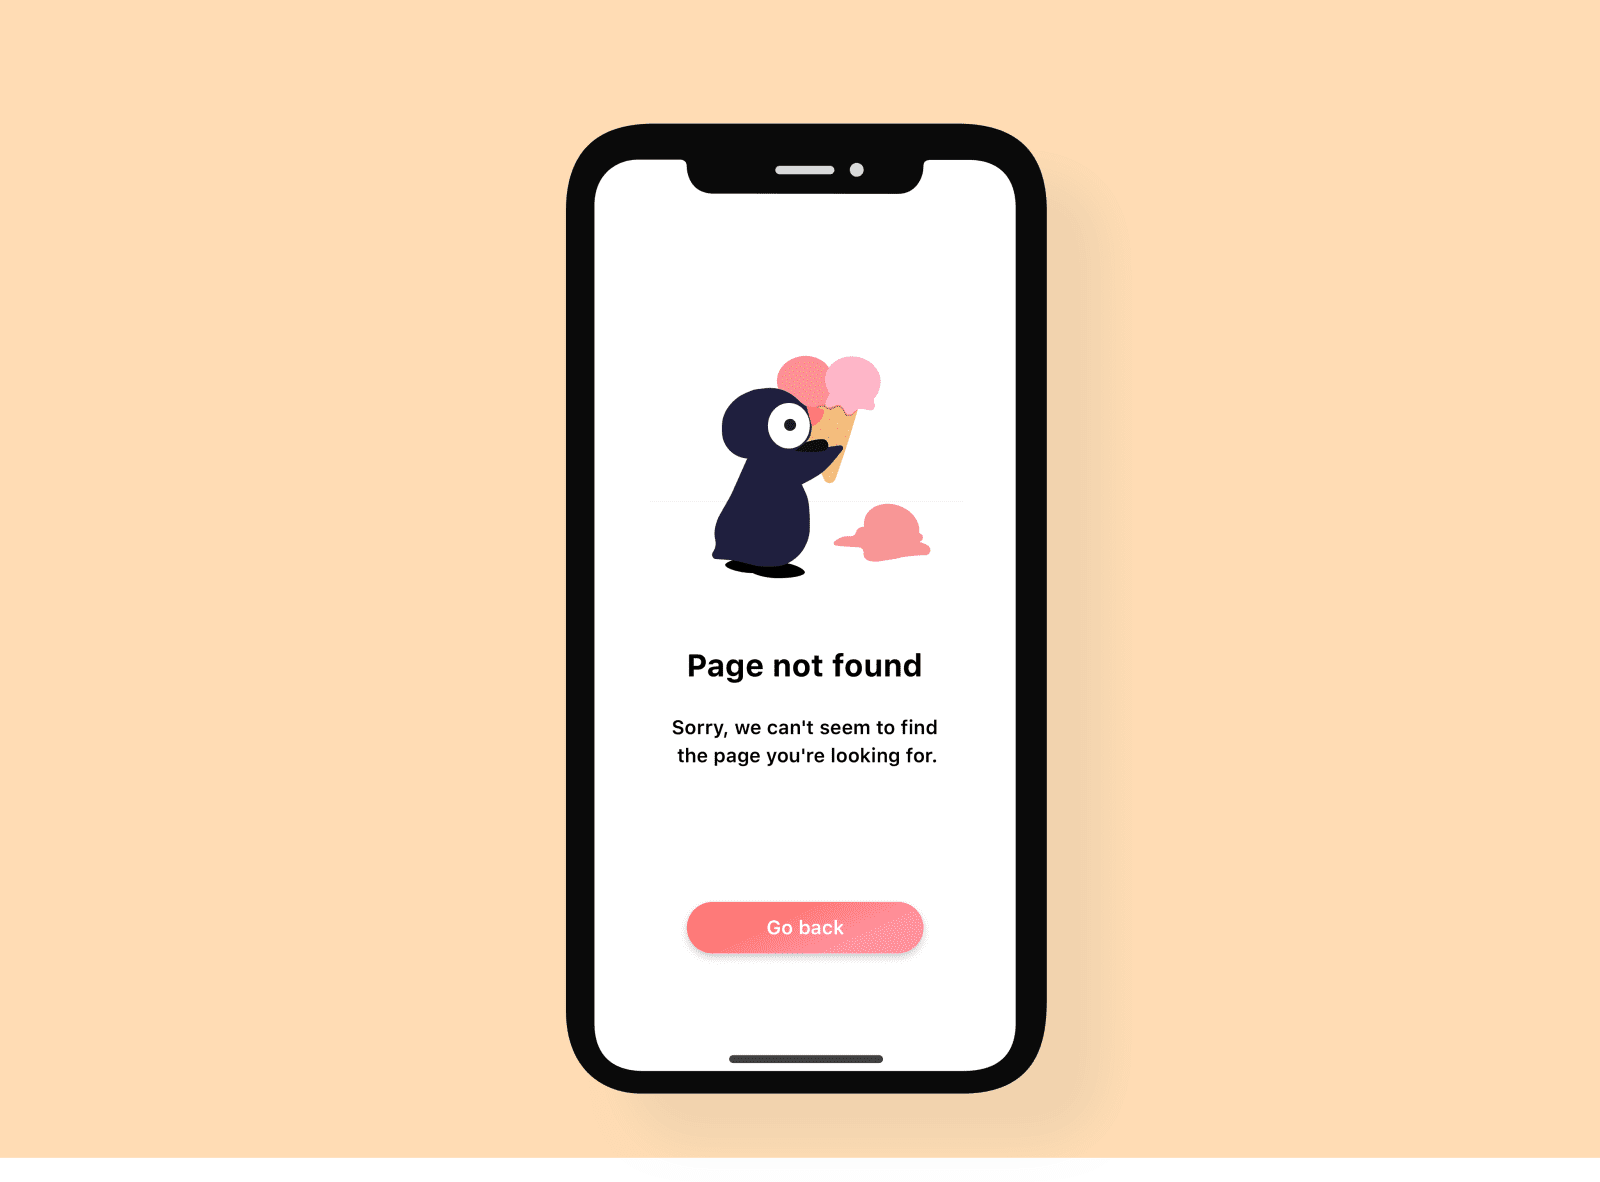 Page not found
Sorry, we can't seem to find
the page you're looking for.
Go back